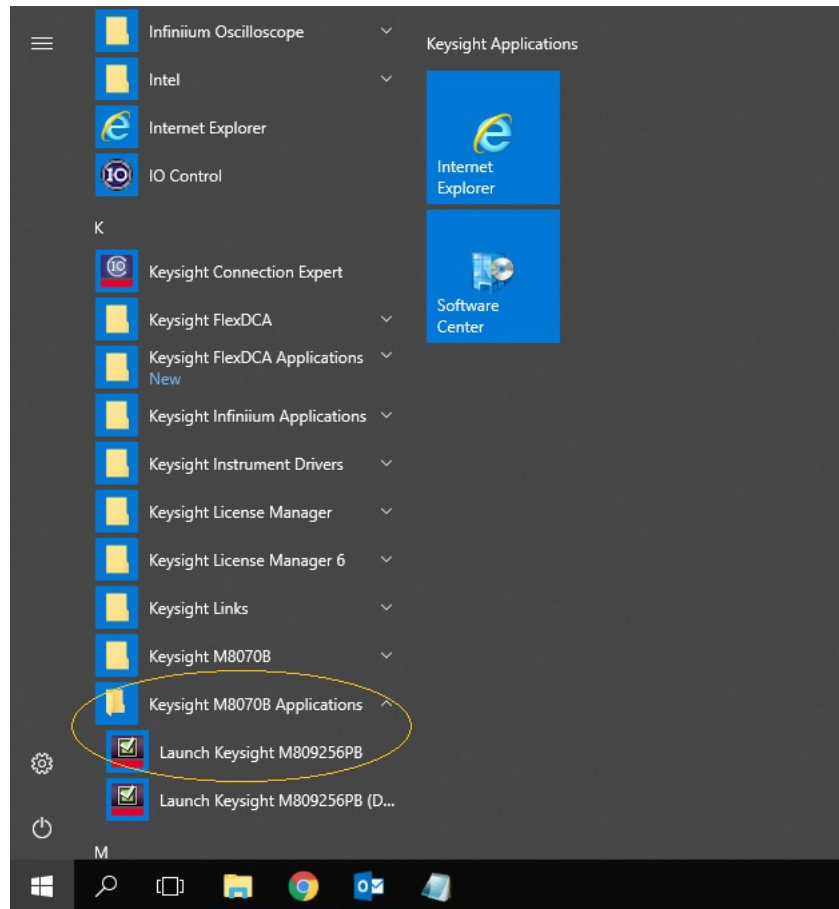 Infiniium Oscilloscope
Intel
Internet Explorer
IO Control
K
Keysight Connection Expert
Keysight FlexDCA
Keysight FlexDCA Applications
New
Keysight Infiniium Applications
Keysight Instrument Drivers
Keysight License Manager
Keysight License Manager 6
Keysight Links
Keysight M8070B
Keysight M8070B Applications
Launch Keysight M809256PB
Launch Keysight M809256PB (D...
M
Keysight Applications
Internet
Explorer
Software
Center